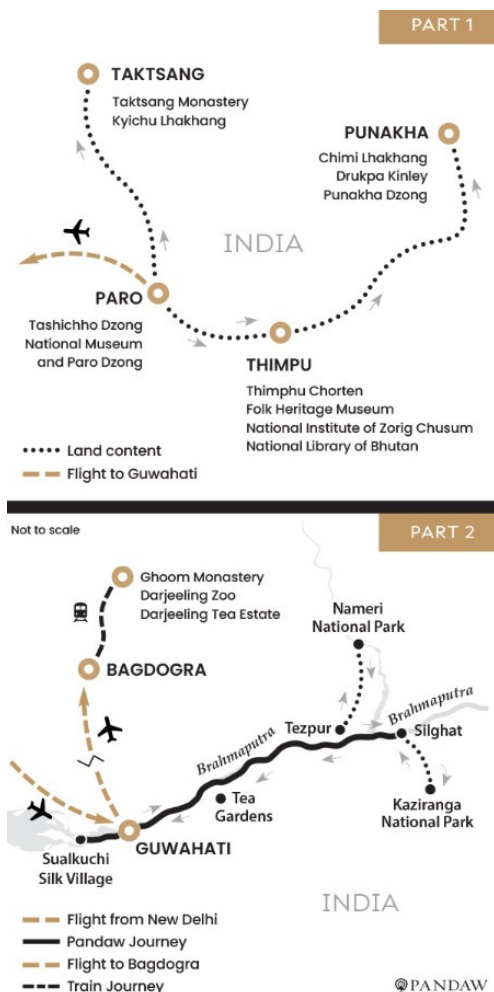 PART 1
TAKTSANG
Taktsang Monastery
Kyichu Lhakhang
PUNAKHA
Chimi Lhakhang
Drukpa Kinley
Punakha Dzong
INDIA
PARO
Tashichho Dzong
National Museum
and Paro Dzong
THIMPU
Thimphu Chorten
Folk Heritage Museum
National Institute of Zorig Chusum
National Library of Bhutan
Land content
Flight to Guwahati
Not to scale
PART 2
Ghoom Monastery
Darjeeling Zoo
Darjeeling Tea Estate
BAGDOGRA
Nameri
National Park
Brahmaputra
Tezpur
Silghat
Brahmaputra
Tea
Gardens
Kaziranga
National Park
GUWAHATI
Sualkuchi
Silk Village
INDIA
Flight from New Delhi
Pandaw Journey
Flight to Bagdogra
Train Journey
PANDAW